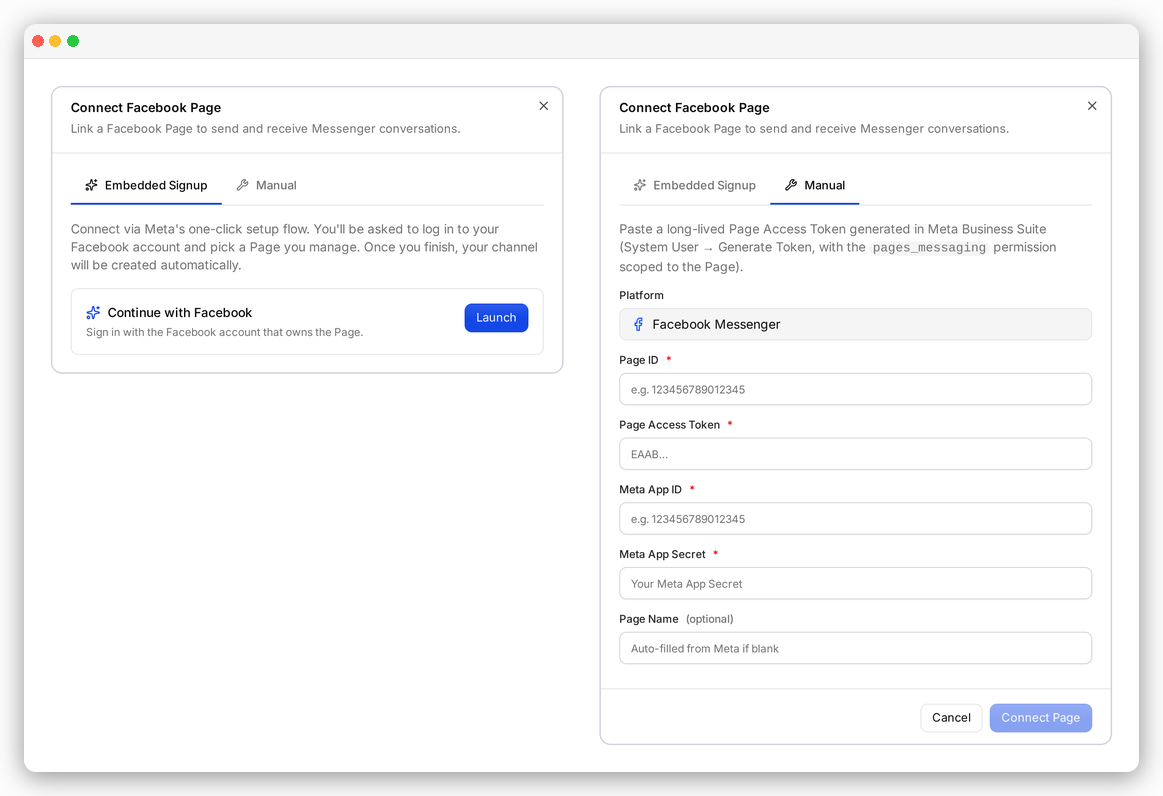 Connect Facebook Page
Link a Facebook Page to send and receive Messenger conversations.
Embedded Signup
Manual
Connect via Meta's one-click setup flow. You'll be asked to log in to your
Facebook account and pick a Page you manage. Once you finish, your channel
will be created automatically.
Continue with Facebook
Sign in with the Facebook account that owns the Page.
Launch
Connect Facebook Page
Link a Facebook Page to send and receive Messenger conversations.
Embedded Signup
Manual
Paste a long-lived Page Access Token generated in Meta Business Suite
(System User → Generate Token, with the pages_messaging permission
scoped to the Page).
Platform
Facebook Messenger
Page ID *
e.g. 123456789012345
Page Access Token *
EAAB...
Meta App ID *
e.g. 123456789012345
Meta App Secret *
Your Meta App Secret
Page Name (optional)
Auto-filled from Meta if blank
Cancel
Connect Page